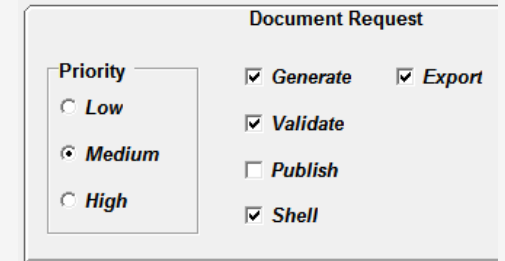 Document Request
Priority
Generate Export
Low
Validate
Medium
Publish
High
Shell